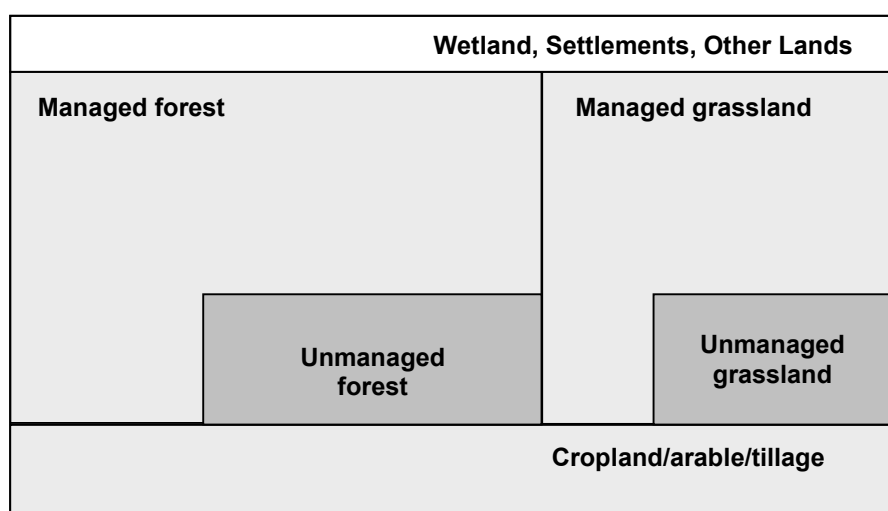 Wetland, Settlements, Other Lands
Managed forest
Managed grassland
Unmanaged
forest
Unmanaged
grassland
Cropland/arable/tillage